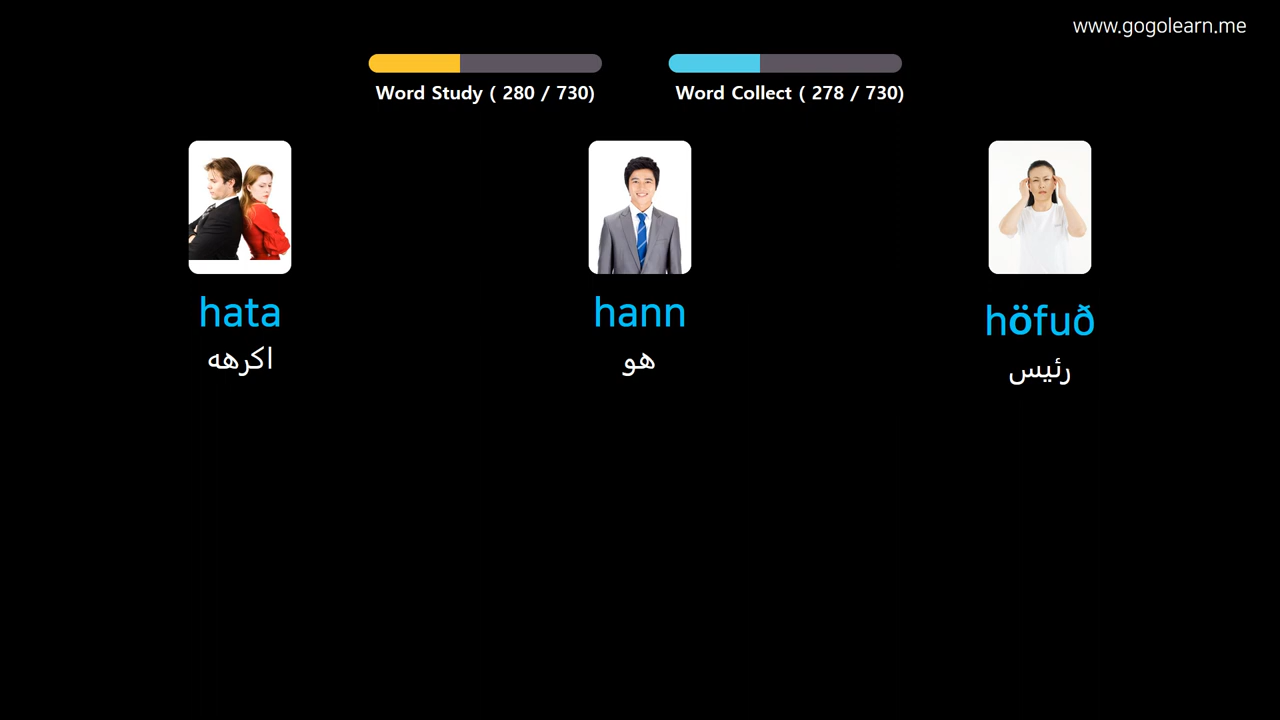 www.gogolearn.me
Word Study ( 280 / 730)
Word Collect ( 278 / 730)
hata
hann
höfuð
اكرهه
هو
رئيس